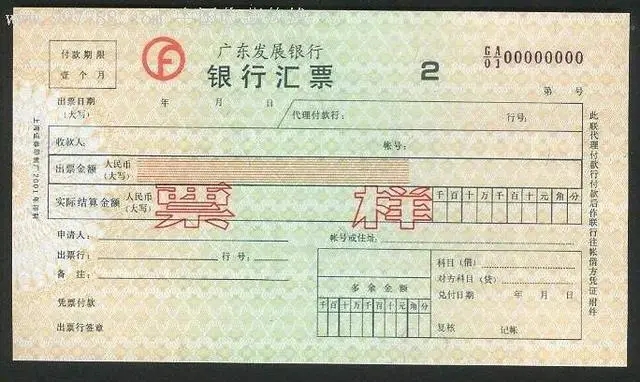 付款期限
壹个月
广东发展银行
银行汇票
2
GA
01 00000000
第 号
出票日期
(大写)
年 月 日
代理付款行: 行号:
收款人: 帐号:
出票金额 人民币
(大写)
实际结算金额 人民币
(大写)
票样
千百十万千百十元角分
申请人:
帐号或住址:
出票行: 行号:
备注:
凭票付款
出票行签章
多余金额
千百十万千百十元角分
科目(借)
对方科目(贷)
兑付日期 年 月 日
复核 记帐
此联代理付款行付款后作联行往帐借方凭证附件